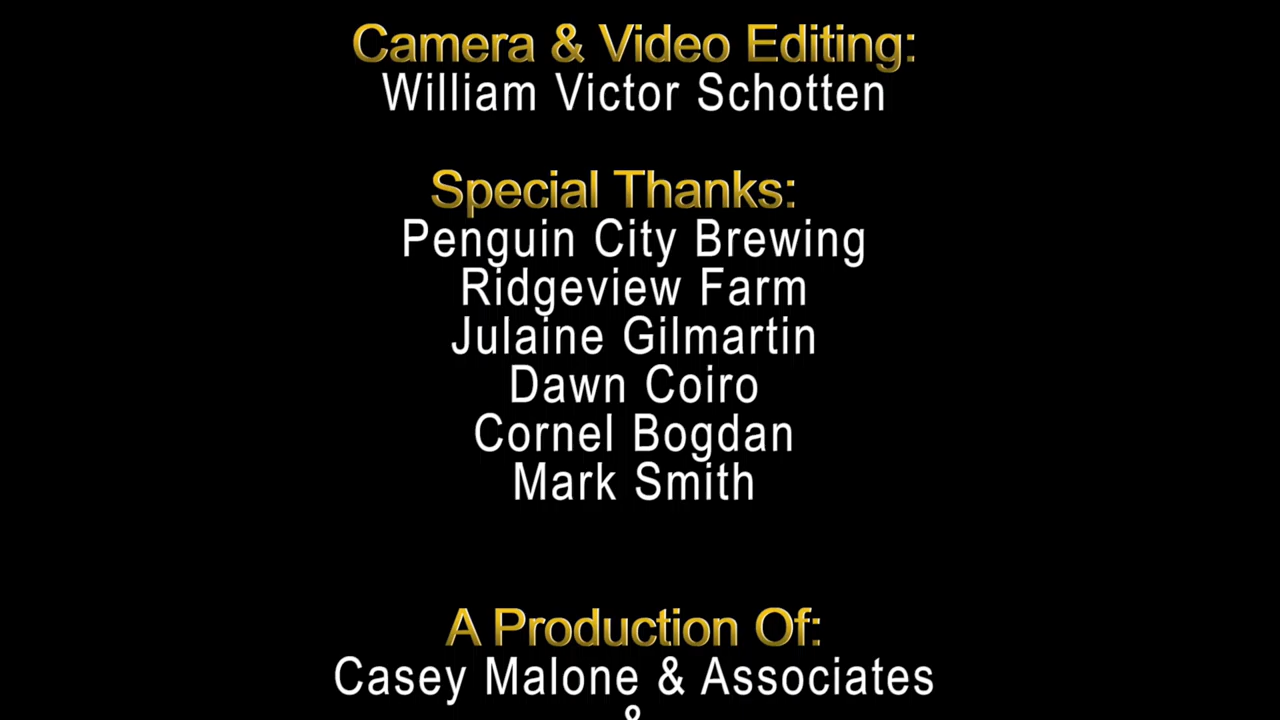 Camera & Video Editing:
William Victor Schotten
Special Thanks:
Penguin City Brewing
Ridgeview Farm
Julaine Gilmartin
Dawn Coiro
Cornel Bogdan
Mark Smith
A Production Of:
Casey Malone & Associates
&